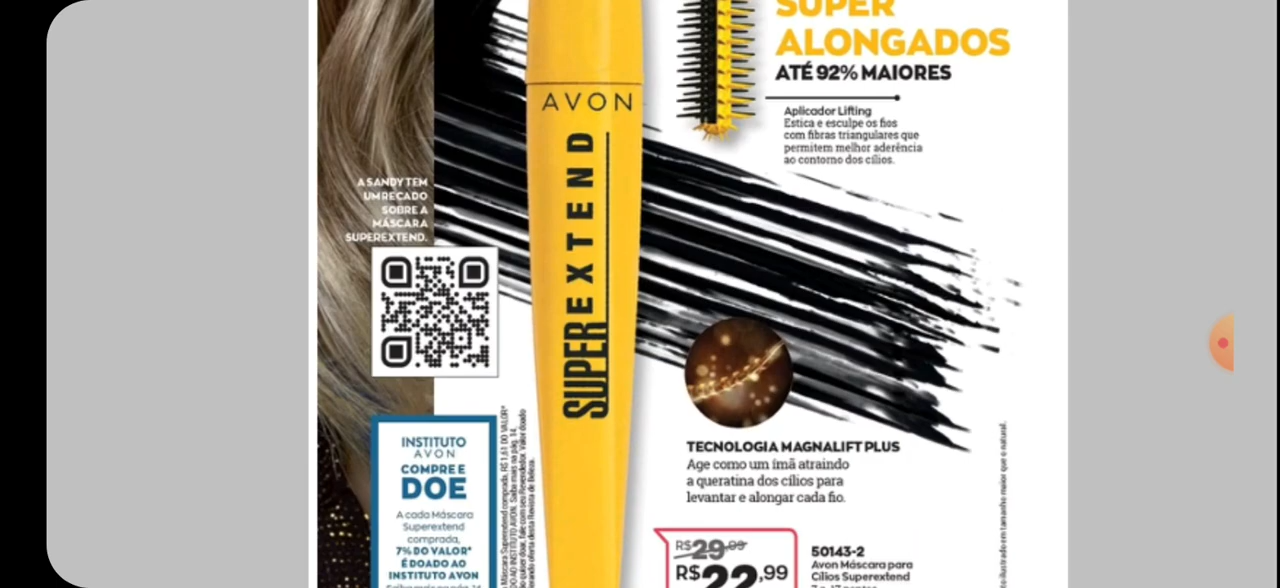 SUPER
ALONGADOS
ATÉ 92% MAIORES
Aplicador Lifting
Estica e esculpe os fios
com fibras triangulares que
permitem melhor aderência
ao contorno dos cílios.
AVON
SUPEREXTEND
A SANDY TEM
UM RECADO
SOBRE A
MÁSCARA
SUPEREXTEND.
TECNOLOGIA MAGNALIFT PLUS
Age como um ímã atraindo
a queratina dos cílios para
levantar e alongar cada fio.
INSTITUTO
AVON
COMPRE E
DOE
A cada Máscara
Superextend
comprada,
7% DO VALOR*
É DOADO AO
INSTITUTO AVON
R$29,99
R$22,99
50143-2
Avon Máscara para
Cílios Superextend